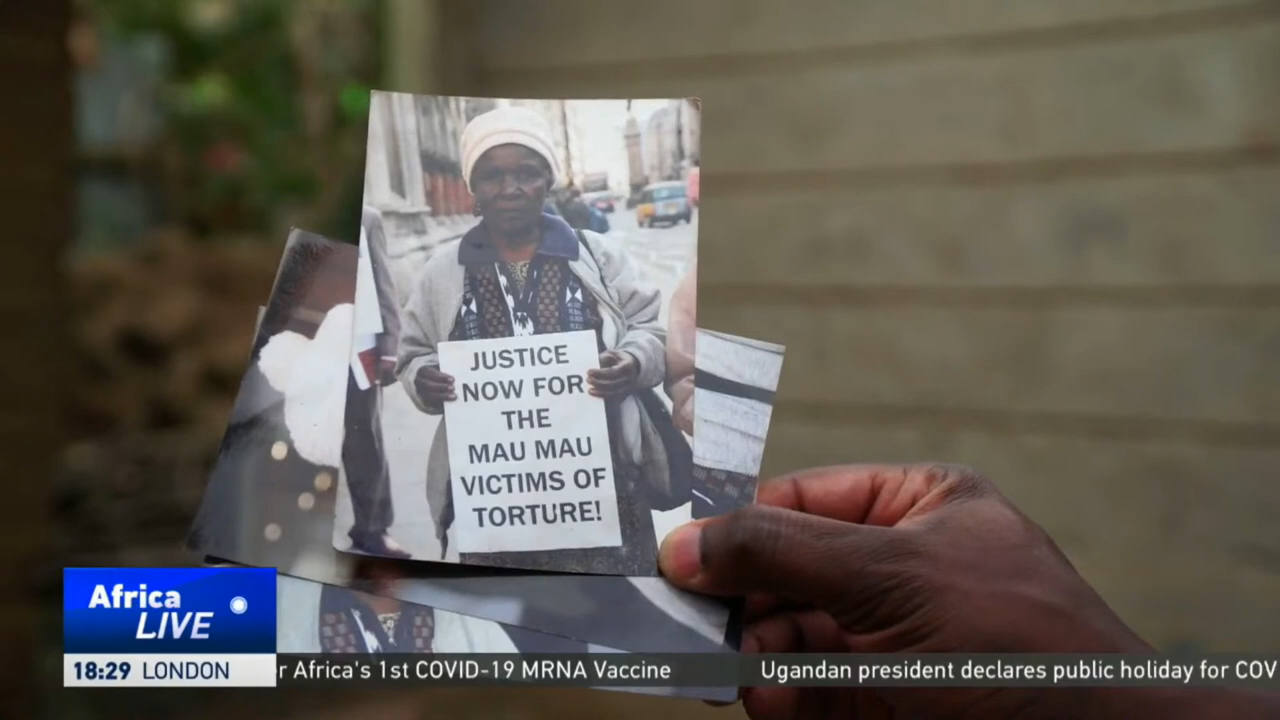 JUSTICE
NOW FOR
THE
MAU MAU
VICTIMS OF
TORTURE!
Africa
LIVE
18:29 LONDON
r Africa's 1st COVID-19 MRNA Vaccine
Ugandan president declares public holiday for COV